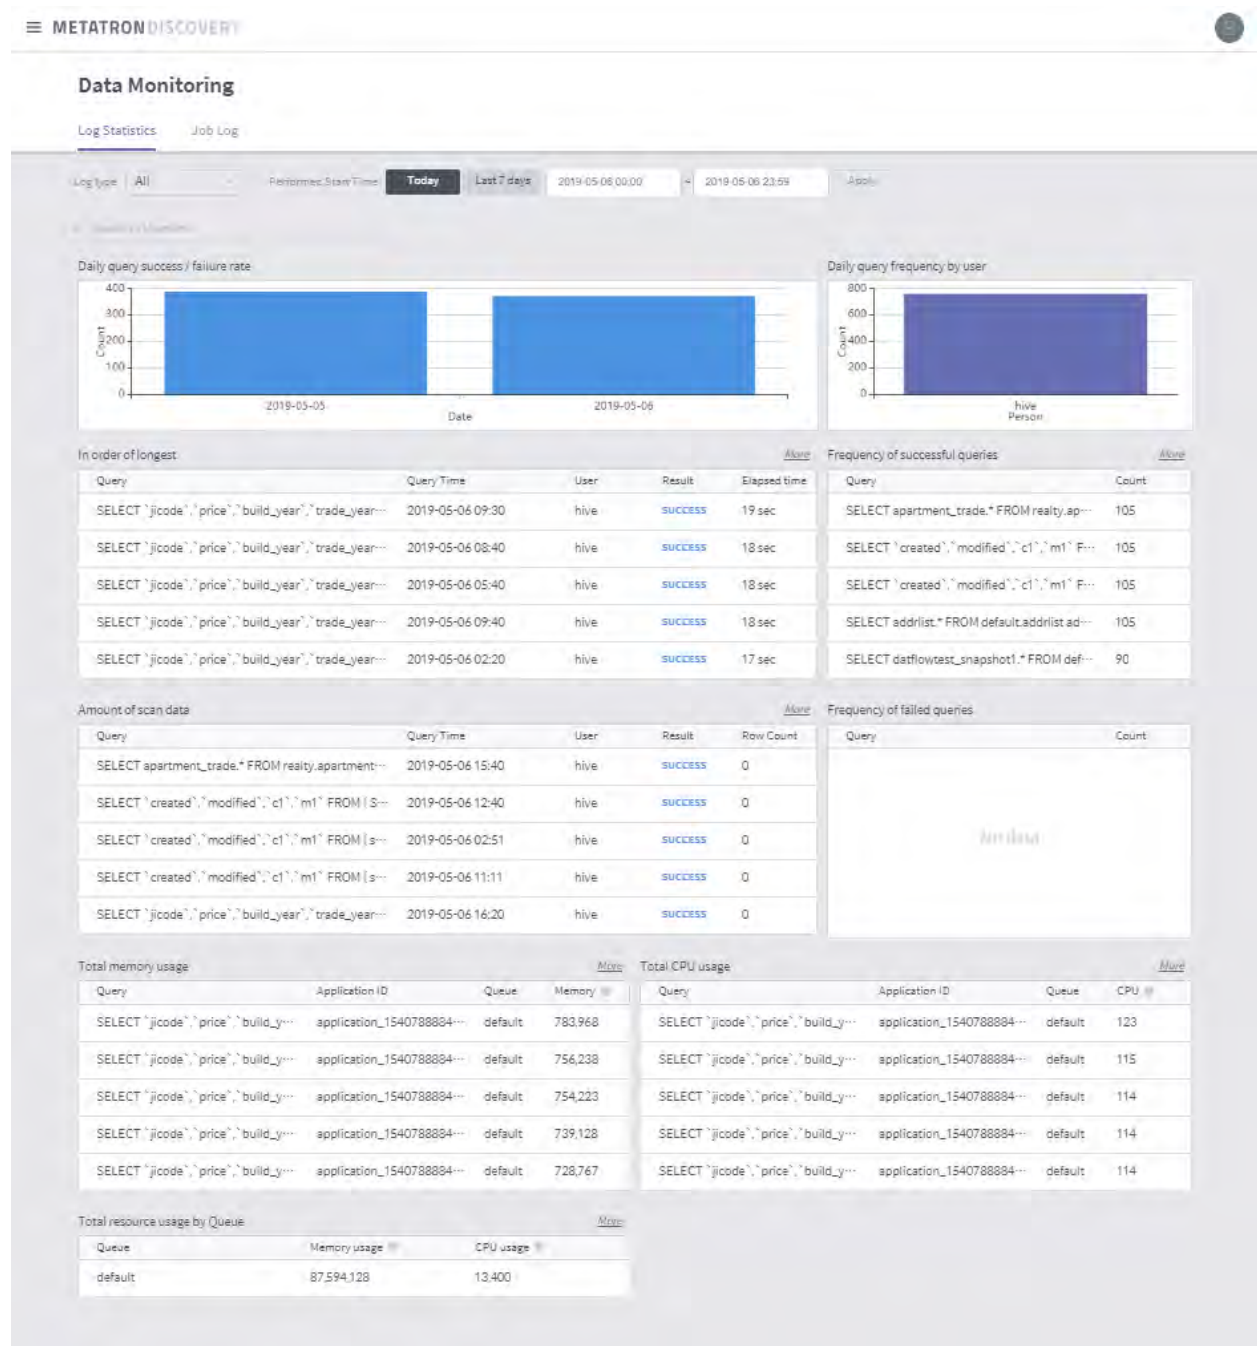 METATRON DISCOVERY
Data Monitoring
Log Statistics Job Log
Log type All Performed Start Time Today Last 7 days 2019-05-06 00:00 ~ 2019-05-06 23:59 Apply
Daily query success / failure rate
400
300
200
100
0
Count
2019-05-05 2019-05-06
Date
Daily query frequency by user
800
600
400
200
0
Count
hive
Person
In order of longest More
Query Query Time User Result Elapsed time
SELECT `jicode`,`price`,`build_year`,`trade_year··· 2019-05-06 09:30 hive SUCCESS 19 sec
SELECT `jicode`,`price`,`build_year`,`trade_year··· 2019-05-06 08:40 hive SUCCESS 18 sec
SELECT `jicode`,`price`,`build_year`,`trade_year··· 2019-05-06 05:40 hive SUCCESS 18 sec
SELECT `jicode`,`price`,`build_year`,`trade_year··· 2019-05-06 09:40 hive SUCCESS 18 sec
SELECT `jicode`,`price`,`build_year`,`trade_year··· 2019-05-06 02:20 hive SUCCESS 17 sec
Frequency of successful queries More
Query Count
SELECT apartment_trade.* FROM realty.ap··· 105
SELECT `created`,`modified`,`c1`,`m1` F··· 105
SELECT `created`,`modified`,`c1`,`m1` F··· 105
SELECT addrlist.* FROM default.addrlist ad··· 105
SELECT datflowtest_snapshot1.* FROM def··· 90
Amount of scan data More
Query Query Time User Result Row Count
SELECT apartment_trade.* FROM realty.apartment··· 2019-05-06 15:40 hive SUCCESS 0
SELECT `created`,`modified`,`c1`,`m1` FROM ( S··· 2019-05-06 12:40 hive SUCCESS 0
SELECT `created`,`modified`,`c1`,`m1` FROM ( s··· 2019-05-06 02:51 hive SUCCESS 0
SELECT `created`,`modified`,`c1`,`m1` FROM ( s··· 2019-05-06 11:11 hive SUCCESS 0
SELECT `jicode`,`price`,`build_year`,`trade_year··· 2019-05-06 16:20 hive SUCCESS 0
Frequency of failed queries
Query Count
Total memory usage More
Query Application ID Queue Memory
SELECT `jicode`,`price`,`build_y··· application_1540788884··· default 783,968
SELECT `jicode`,`price`,`build_y··· application_1540788884··· default 756,238
SELECT `jicode`,`price`,`build_y··· application_1540788884··· default 754,223
SELECT `jicode`,`price`,`build_y··· application_1540788884··· default 739,128
SELECT `jicode`,`price`,`build_y··· application_1540788884··· default 728,767
Total CPU usage More
Query Application ID Queue CPU
SELECT `jicode`,`price`,`build_y··· application_1540788884··· default 123
SELECT `jicode`,`price`,`build_y··· application_1540788884··· default 115
SELECT `jicode`,`price`,`build_y··· application_1540788884··· default 114
SELECT `jicode`,`price`,`build_y··· application_1540788884··· default 114
SELECT `jicode`,`price`,`build_y··· application_1540788884··· default 114
Total resource usage by Queue More
Queue Memory usage CPU usage
default 87,594,128 13,400